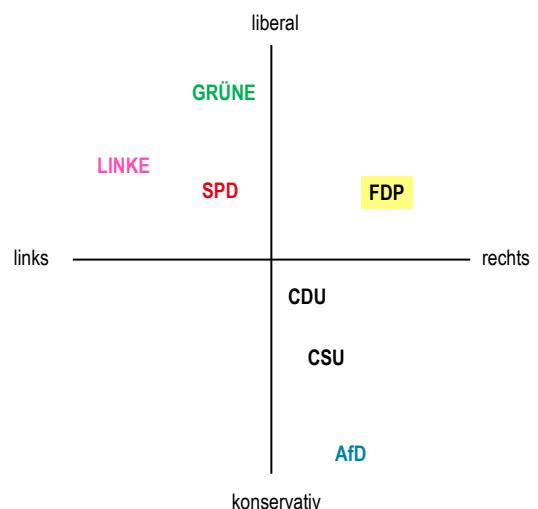 liberal
GRÜNE
LINKE
SPD
FDP
links
rechts
CDU
CSU
AfD
konservativ